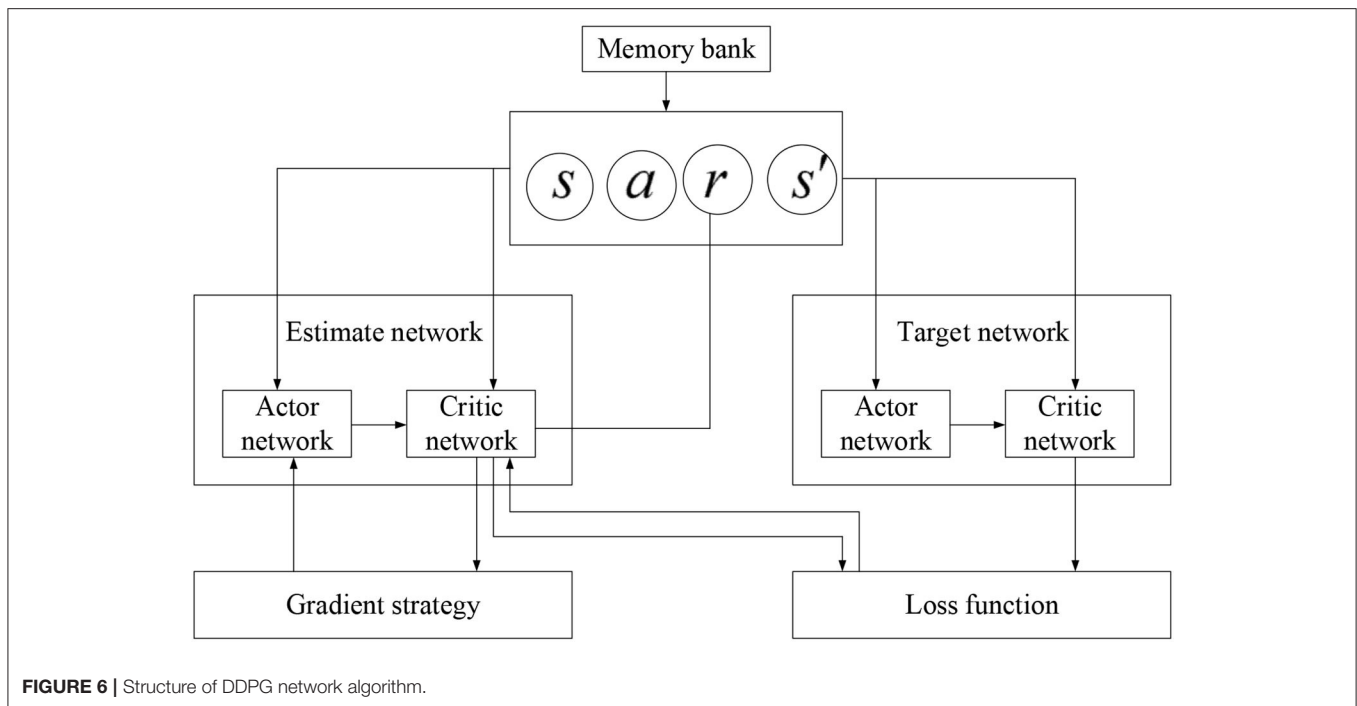 Memory bank
s a r s′
Estimate network
Target network
Actor
network
Critic
network
Actor
network
Critic
network
Gradient strategy
Loss function
FIGURE 6 | Structure of DDPG network algorithm.